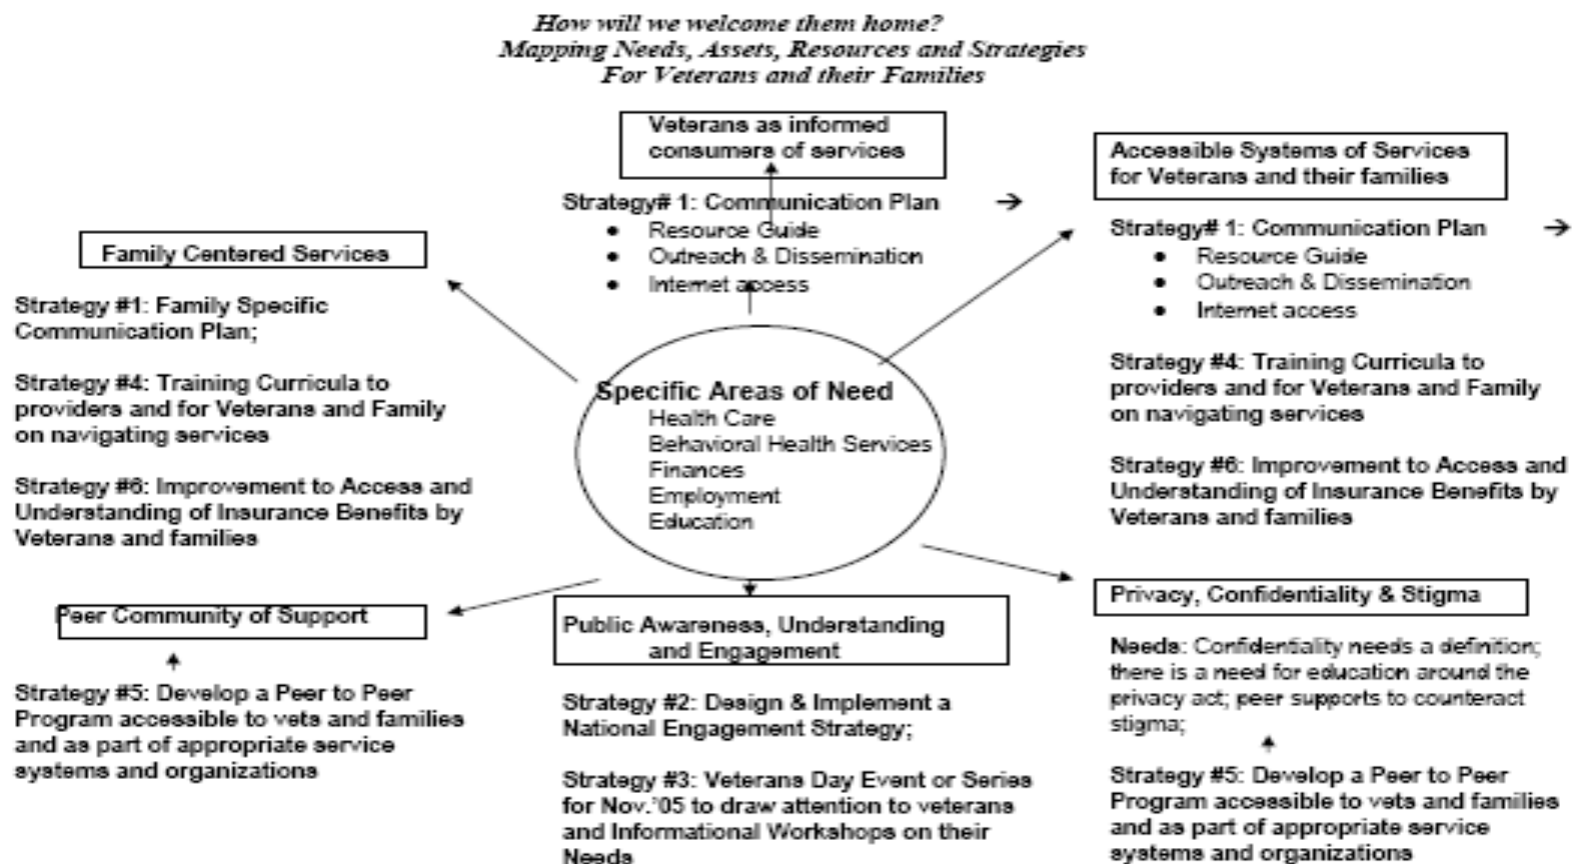 How will we welcome them home?
Mapping Needs, Assets, Resources and Strategies
For Veterans and their Families
Veterans as informed
consumers of services
Strategy# 1: Communication Plan →
• Resource Guide
• Outreach & Dissemination
• Internet access
Accessible Systems of Services
for Veterans and their families
Strategy# 1: Communication Plan →
• Resource Guide
• Outreach & Dissemination
• Internet access
Strategy #4: Training Curricula to
providers and for Veterans and Family
on navigating services
Strategy #6: Improvement to Access and
Understanding of Insurance Benefits by
Veterans and families
Family Centered Services
Strategy #1: Family Specific
Communication Plan;
Strategy #4: Training Curricula to
providers and for Veterans and Family
on navigating services
Strategy #6: Improvement to Access and
Understanding of Insurance Benefits by
Veterans and families
Specific Areas of Need
Health Care
Behavioral Health Services
Finances
Employment
Education
Peer Community of Support
Strategy #5: Develop a Peer to Peer
Program accessible to vets and families
and as part of appropriate service
systems and organizations
Public Awareness, Understanding
and Engagement
Strategy #2: Design & Implement a
National Engagement Strategy;
Strategy #3: Veterans Day Event or Series
for Nov.'05 to draw attention to veterans
and Informational Workshops on their
Needs
Privacy, Confidentiality & Stigma
Needs: Confidentiality needs a definition;
there is a need for education around the
privacy act; peer supports to counteract
stigma;
Strategy #5: Develop a Peer to Peer
Program accessible to vets and families
and as part of appropriate service
systems and organizations